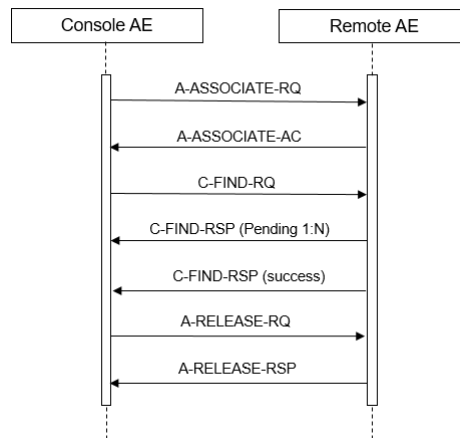 Console AE
Remote AE
A-ASSOCIATE-RQ
A-ASSOCIATE-AC
C-FIND-RQ
C-FIND-RSP (Pending 1:N)
C-FIND-RSP (success)
A-RELEASE-RQ
A-RELEASE-RSP